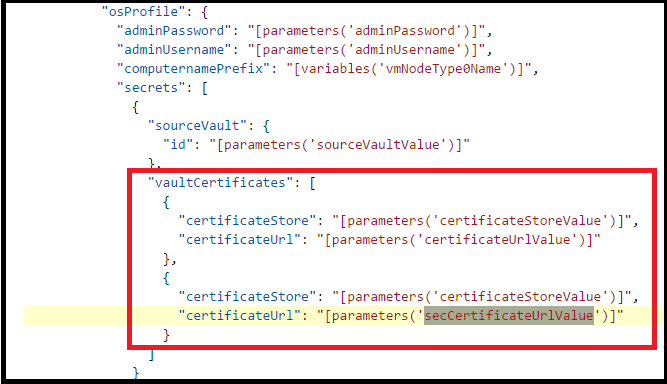 "osProfile": {
"adminPassword": "[parameters('adminPassword')]",
"adminUsername": "[parameters('adminUsername')]",
"computernamePrefix": "[variables('vmNodeType0Name')]",
"secrets": [
{
"sourceVault": {
"id": "[parameters('sourceVaultValue')]"
},
"vaultCertificates": [
{
"certificateStore": "[parameters('certificateStoreValue')]",
"certificateUrl": "[parameters('certificateUrlValue')]"
},
{
"certificateStore": "[parameters('certificateStoreValue')]",
"certificateUrl": "[parameters('secCertificateUrlValue')]"
}
]
}